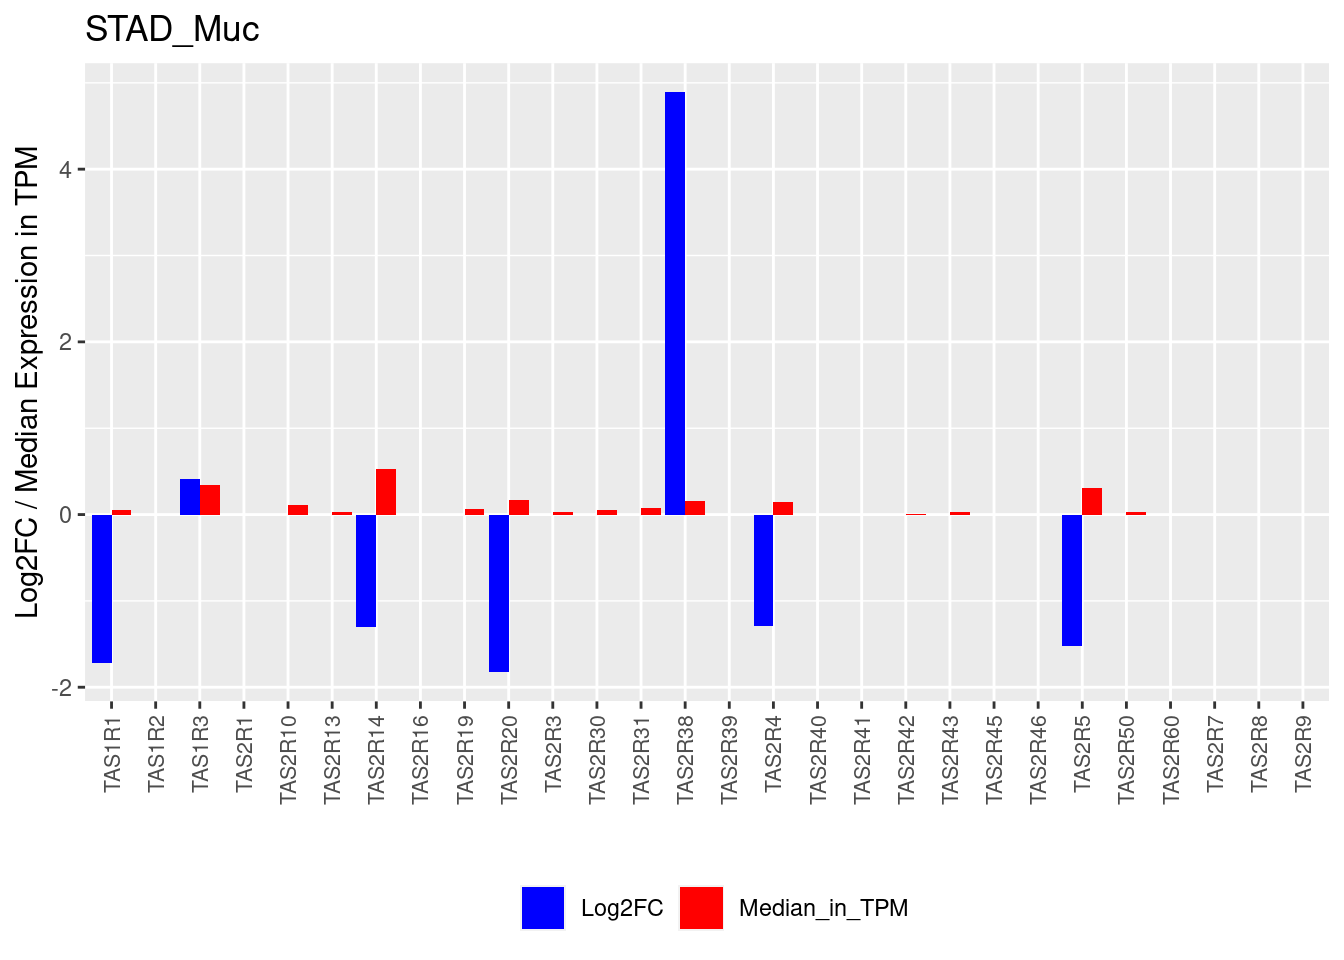 STAD_Muc
Log2FC / Median Expression in TPM
4
2
0
-2
TAS1R1
TAS1R2
TAS1R3
TAS2R1
TAS2R10
TAS2R13
TAS2R14
TAS2R16
TAS2R19
TAS2R20
TAS2R3
TAS2R30
TAS2R31
TAS2R38
TAS2R39
TAS2R4
TAS2R40
TAS2R41
TAS2R42
TAS2R43
TAS2R45
TAS2R46
TAS2R5
TAS2R50
TAS2R60
TAS2R7
TAS2R8
TAS2R9
Log2FC
Median_in_TPM